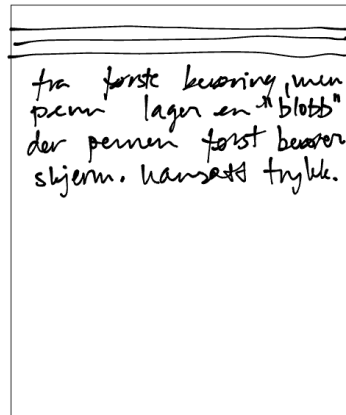 fra første berøring, men
penn lager en "blobb"
der pennen først berører
skjerm. Uansett trykk.